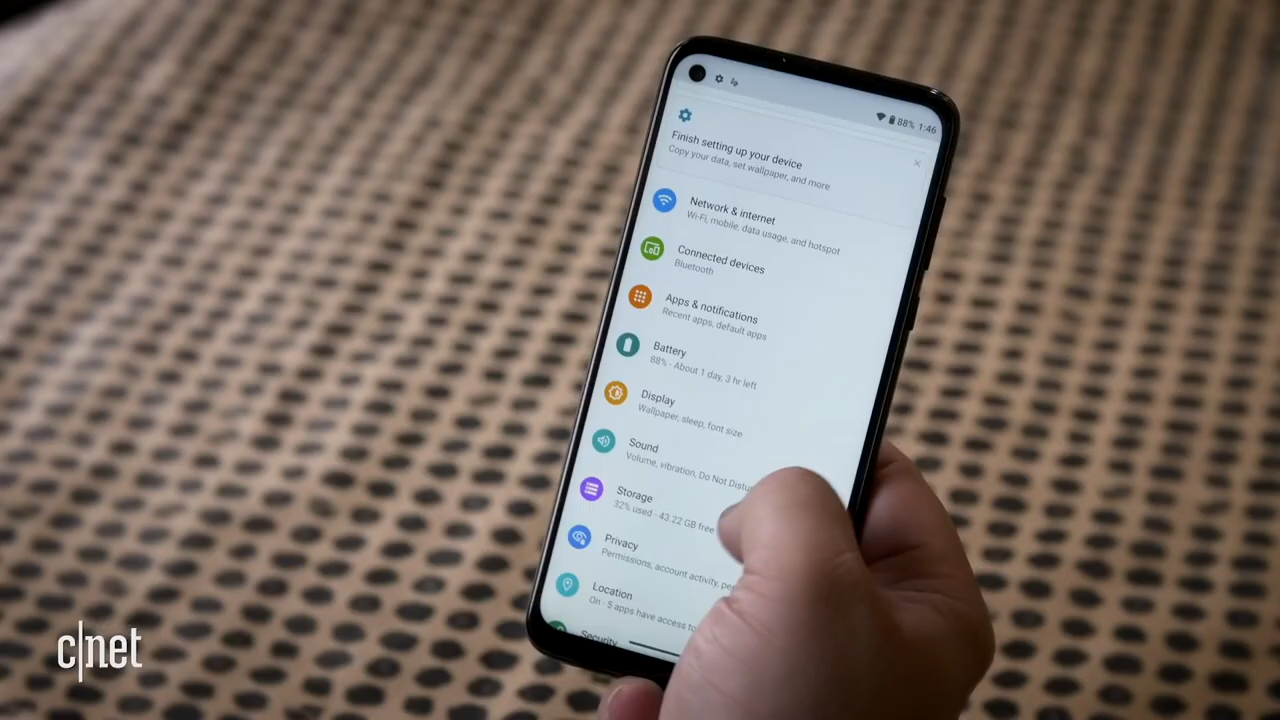 88% 1:46
Finish setting up your device
Copy your data, set wallpaper, and more
Network & internet
Wi-Fi, mobile, data usage, and hotspot
Connected devices
Bluetooth
Apps & notifications
Recent apps, default apps
Battery
88% - About 1 day, 3 hr left
Display
Wallpaper, sleep, font size
Sound
Volume, vibration, Do Not Distu
Storage
32% used - 43.22 GB free
Privacy
Permissions, account activity, pe
Location
On - 5 apps have access to
Security
c|net